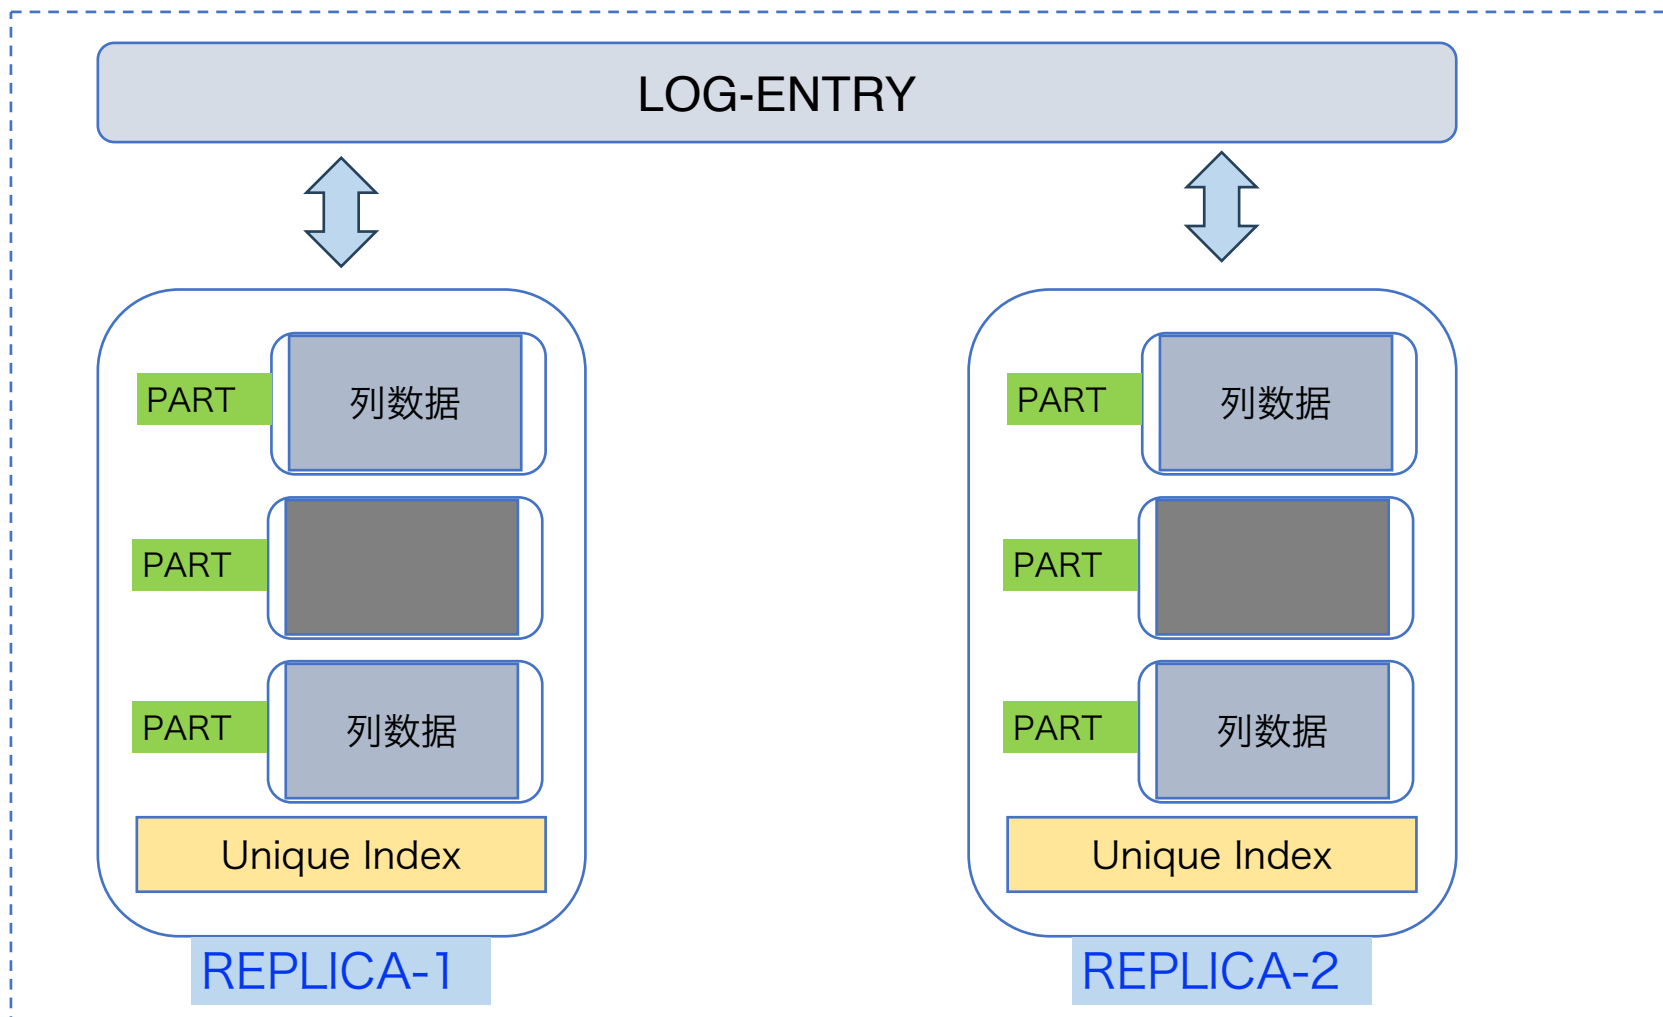 LOG-ENTRY
PART
列数据
PART
PART
列数据
Unique Index
REPLICA-1
PART
列数据
PART
PART
列数据
Unique Index
REPLICA-2